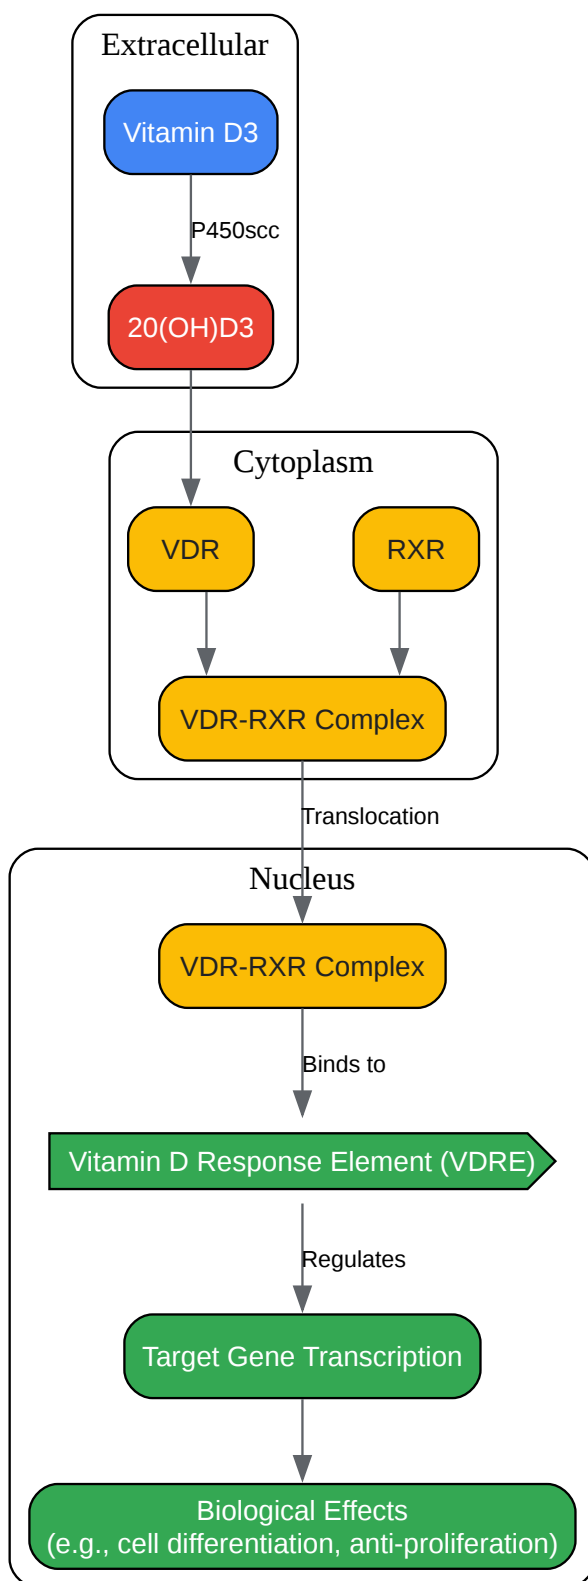 Extracellular
Vitamin D3
P450scc
20(OH)D3
Cytoplasm
VDR
RXR
VDR-RXR Complex
Translocation
Nucleus
VDR-RXR Complex
Binds to
Vitamin D Response Element (VDRE)
Regulates
Target Gene Transcription
Biological Effects
(e.g., cell differentiation, anti-proliferation)